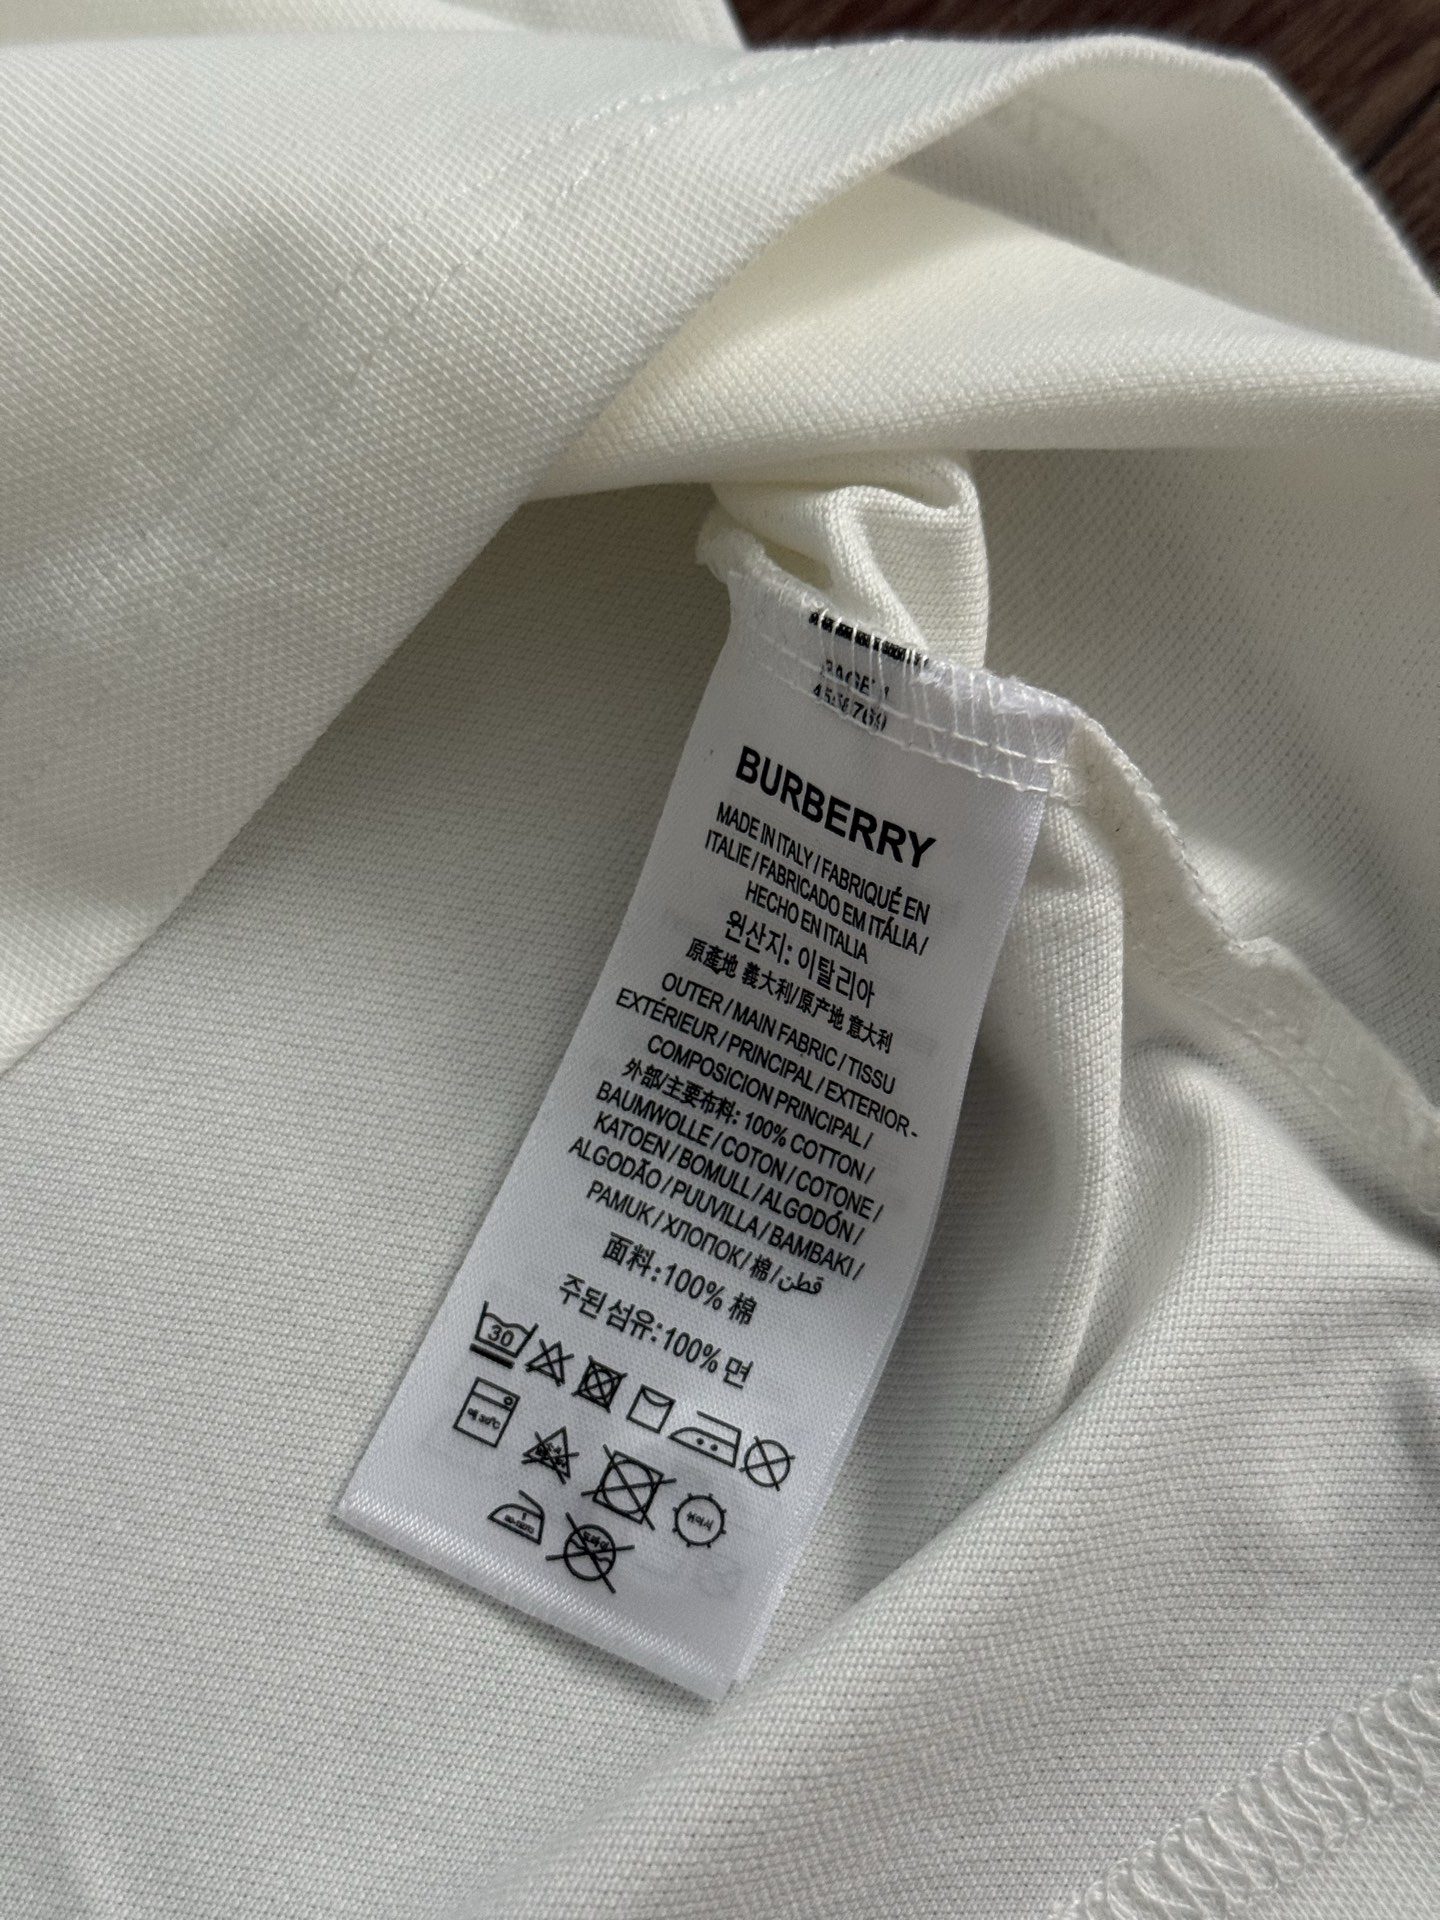 PAGE 1
BURBERRY
MADE IN ITALY / FABRIQUÉ EN
ITALIE / FABRICADO EM ITÁLIA /
HECHO EN ITALIA
원산지: 이탈리아
原產地 義大利/原产地 意大利
OUTER / MAIN FABRIC / TISSU
EXTÉRIEUR / PRINCIPAL / EXTERIOR -
COMPOSICION PRINCIPAL /
外部/主要布料: 100% COTTON /
BAUMWOLLE / COTON / COTONE /
KATOEN / BOMULL / ALGODÓN /
ALGODÃO / PUUVILLA / BAMBAKI /
PAMUK / ХЛОПОК / 棉 / قطن
面料:100% 棉
주된 섬유:100% 면
30